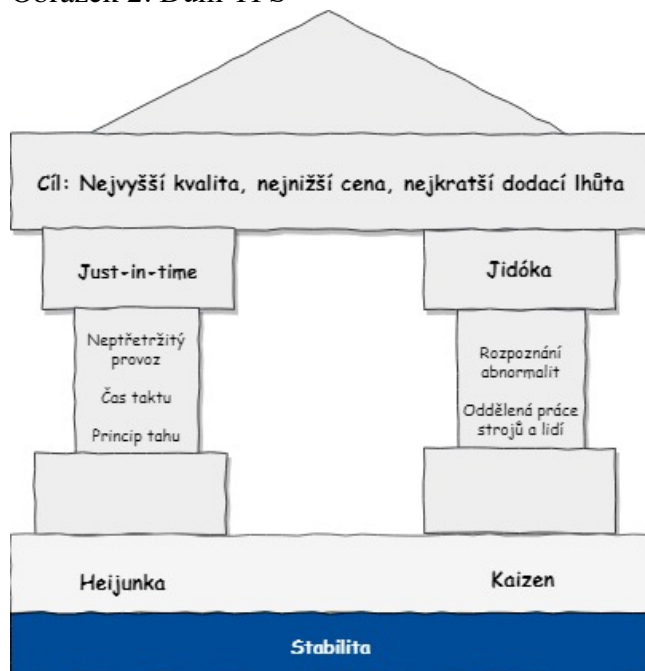 Obrázek 2: Dům TPS
Cíl: Nejvyšší kvalita, nejnižší cena, nejkratší dodací lhůta
Just-in-time
Jidóka
Neptřetržitý
provoz
Čas taktu
Princip tahu
Rozpoznání
abnormalit
Oddělená práce
strojů a lidí
Heijunka
Kaizen
Stabilita